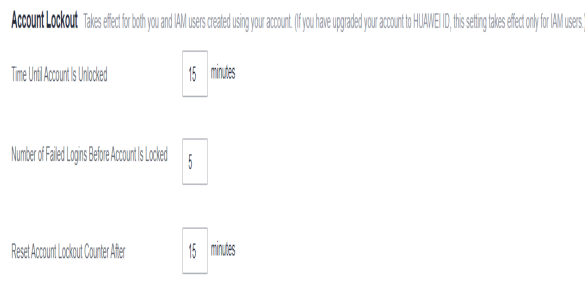 Account Lockout Takes effect for both you and IAM users created using your account. (If you have upgraded your account to HUAWEI ID, this setting takes effect only for IAM users.)
Time Until Account Is Unlocked 15 minutes
Number of Failed Logins Before Account Is Locked 5
Reset Account Lockout Counter After 15 minutes